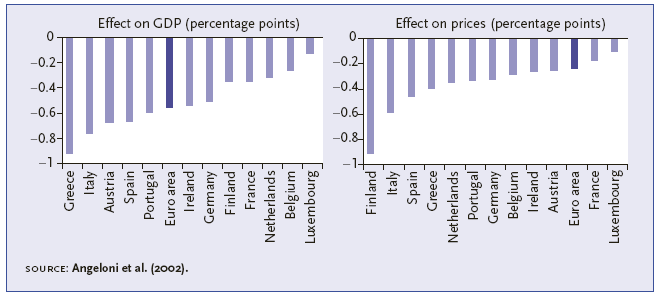 Effect on GDP (percentage points)
0
–0.2
–0.4
–0.6
–0.8
–1
Greece
Italy
Austria
Spain
Portugal
Euro area
Ireland
Germany
Finland
France
Netherlands
Belgium
Luxembourg
Effect on prices (percentage points)
0
–0.2
–0.4
–0.6
–0.8
–1
Finland
Italy
Spain
Greece
Netherlands
Portugal
Germany
Belgium
Ireland
Austria
Euro area
France
Luxembourg
SOURCE: Angeloni et al. (2002).